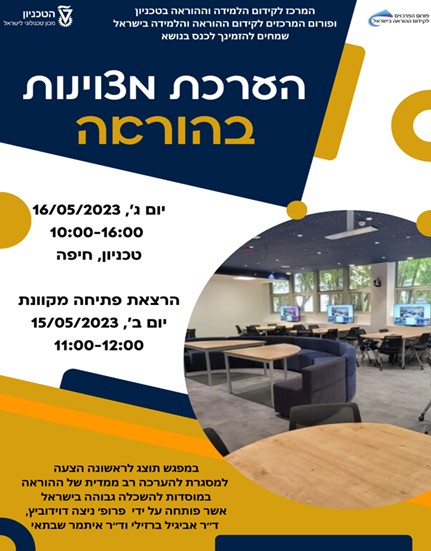 הטכניון
מכון טכנולוגי לישראל
המרכז לקידום הלמידה וההוראה בטכניון
ופורום המרכזים לקידום ההוראה והלמידה בישראל
שמחים להזמינך לכנס בנושא
פורום המרכזים
לקידום ההוראה בישראל
הערכת מצוינות
בהוראה
יום ג', 16/05/2023
10:00-16:00
טכניון, חיפה
הרצאת פתיחה מקוונת
יום ב', 15/05/2023
11:00-12:00
במפגש תוצג לראשונה הצעה
למסגרת להערכה רב ממדית של ההוראה
במוסדות להשכלה גבוהה בישראל
אשר פותחה על ידי פרופ' ניצה דוידוביץ,
ד"ר אביגיל ברזילי וד"ר איתמר שבתאי